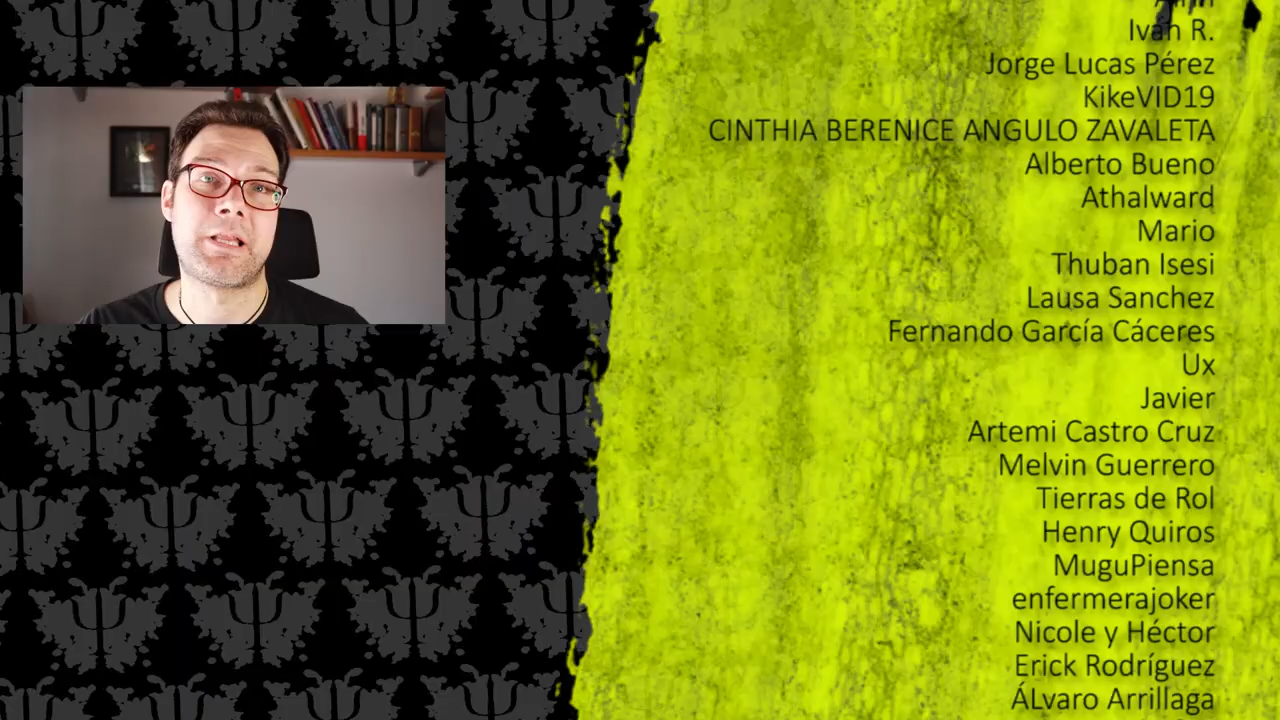 Iván R.
Jorge Lucas Pérez
KikeVID19
CINTHIA BERENICE ANGULO ZAVALETA
Alberto Bueno
Athalward
Mario
Thuban Isesi
Lausa Sanchez
Fernando García Cáceres
Ux
Javier
Artemi Castro Cruz
Melvin Guerrero
Tierras de Rol
Henry Quiros
MuguPiensa
enfermerajoker
Nicole y Héctor
Erick Rodríguez
ÁLvaro Arrillaga